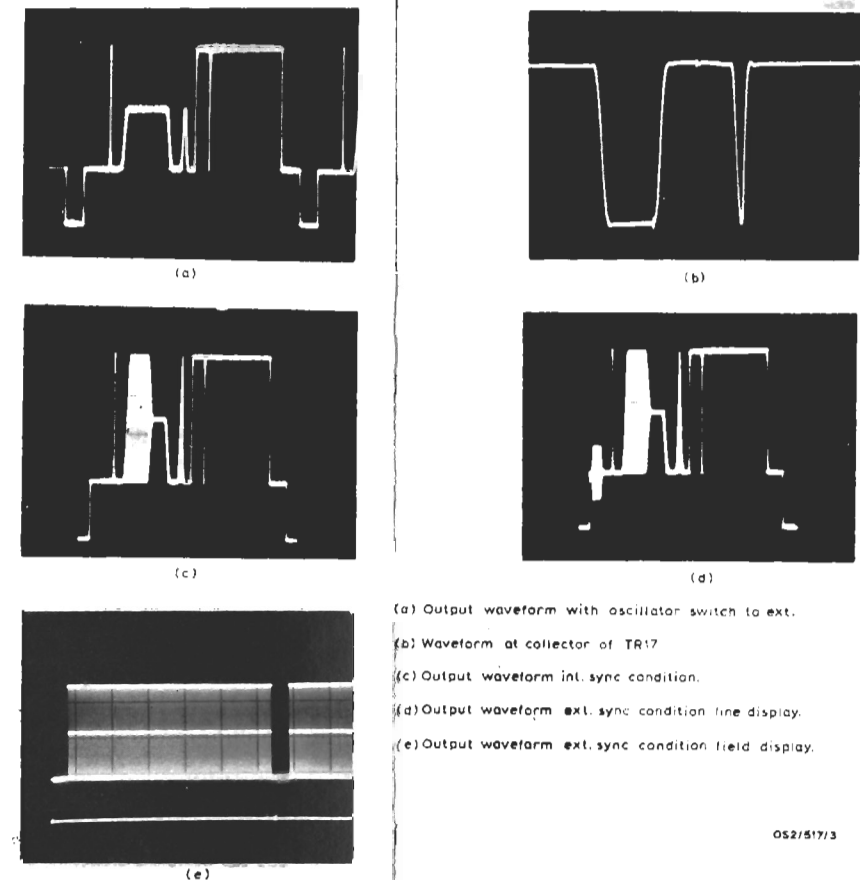 (a)
(b)
(c)
(d)
(e)
(a) Output waveform with oscillator switch to ext.
(b) Waveform at collector of TR17
(c) Output waveform int. sync condition.
(d) Output waveform ext. sync condition line display.
(e) Output waveform ext. sync condition field display.
OS2/517/3